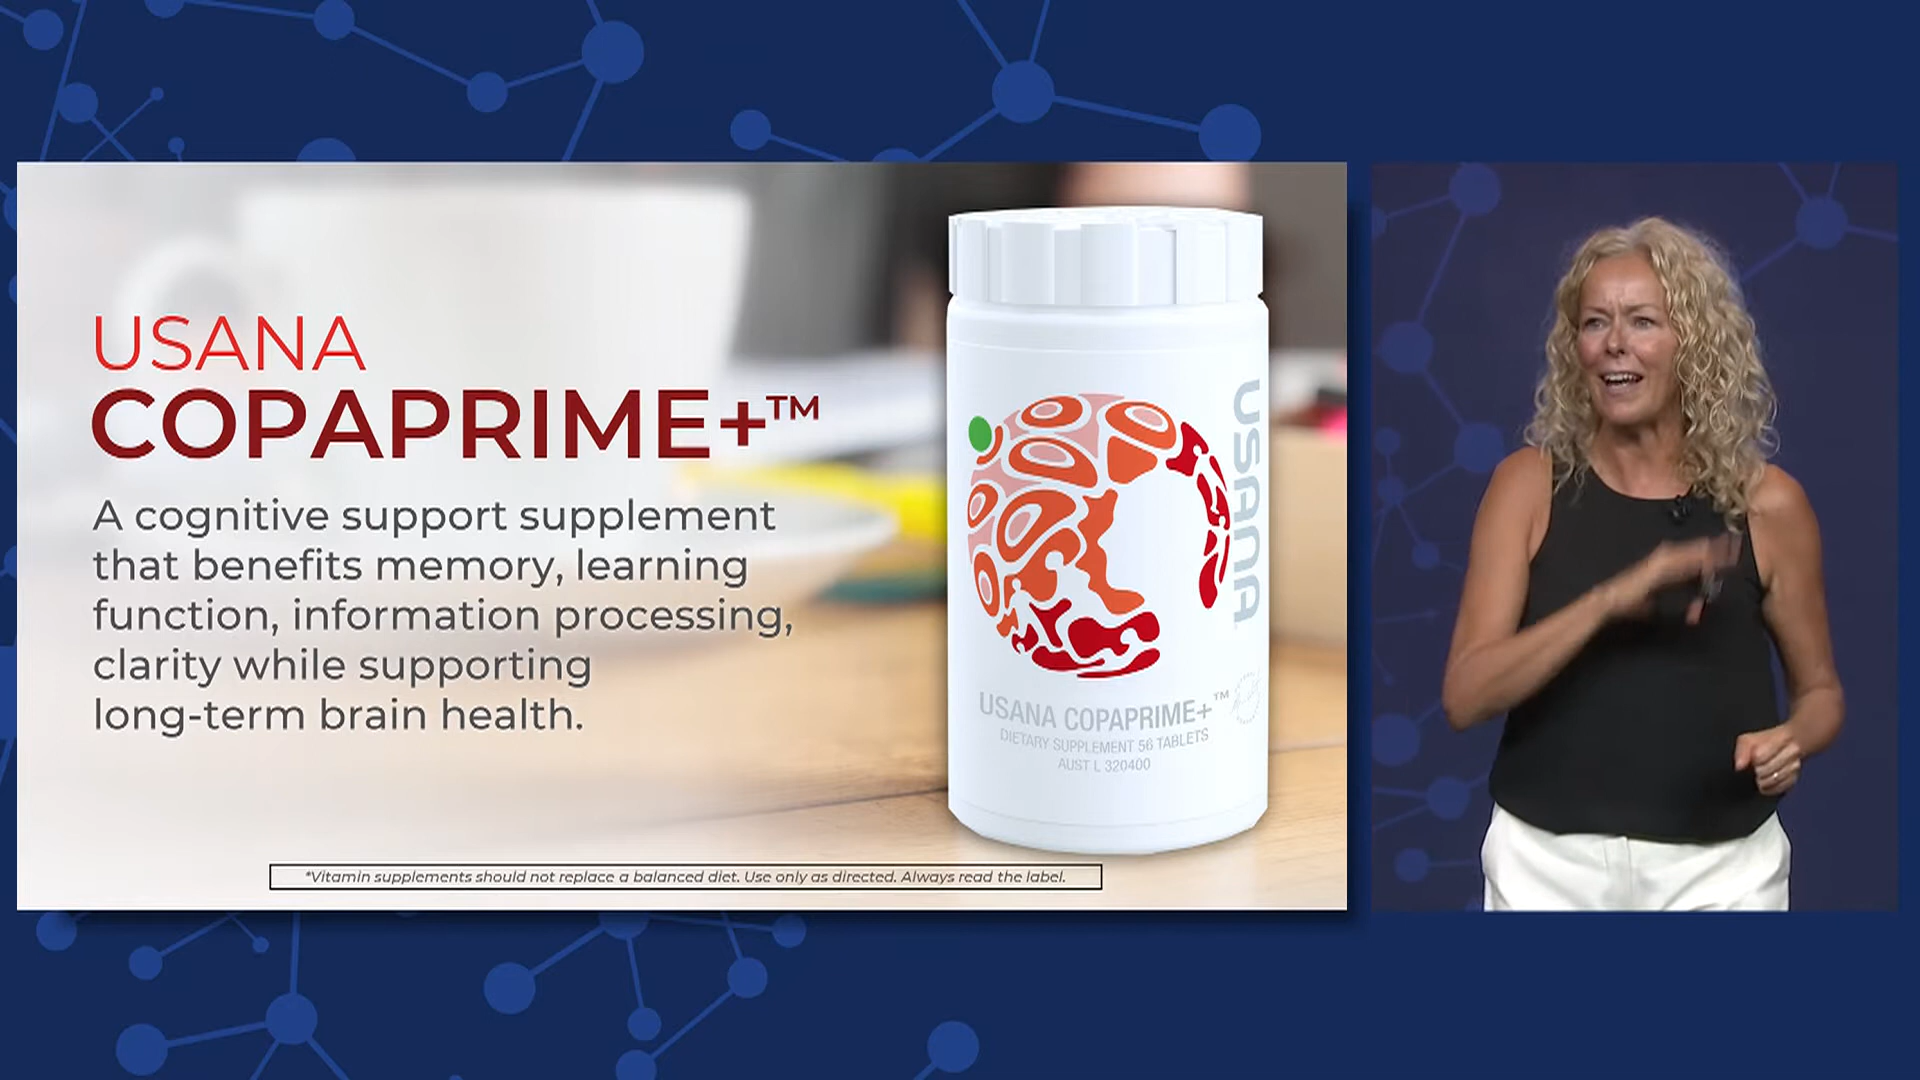 USANA
COPAPRIME+™
A cognitive support supplement
that benefits memory, learning
function, information processing,
clarity while supporting
long-term brain health.
*Vitamin supplements should not replace a balanced diet. Use only as directed. Always read the label.
USANA
USANA COPAPRIME+™
DIETARY SUPPLEMENT 56 TABLETS
AUST L 320400